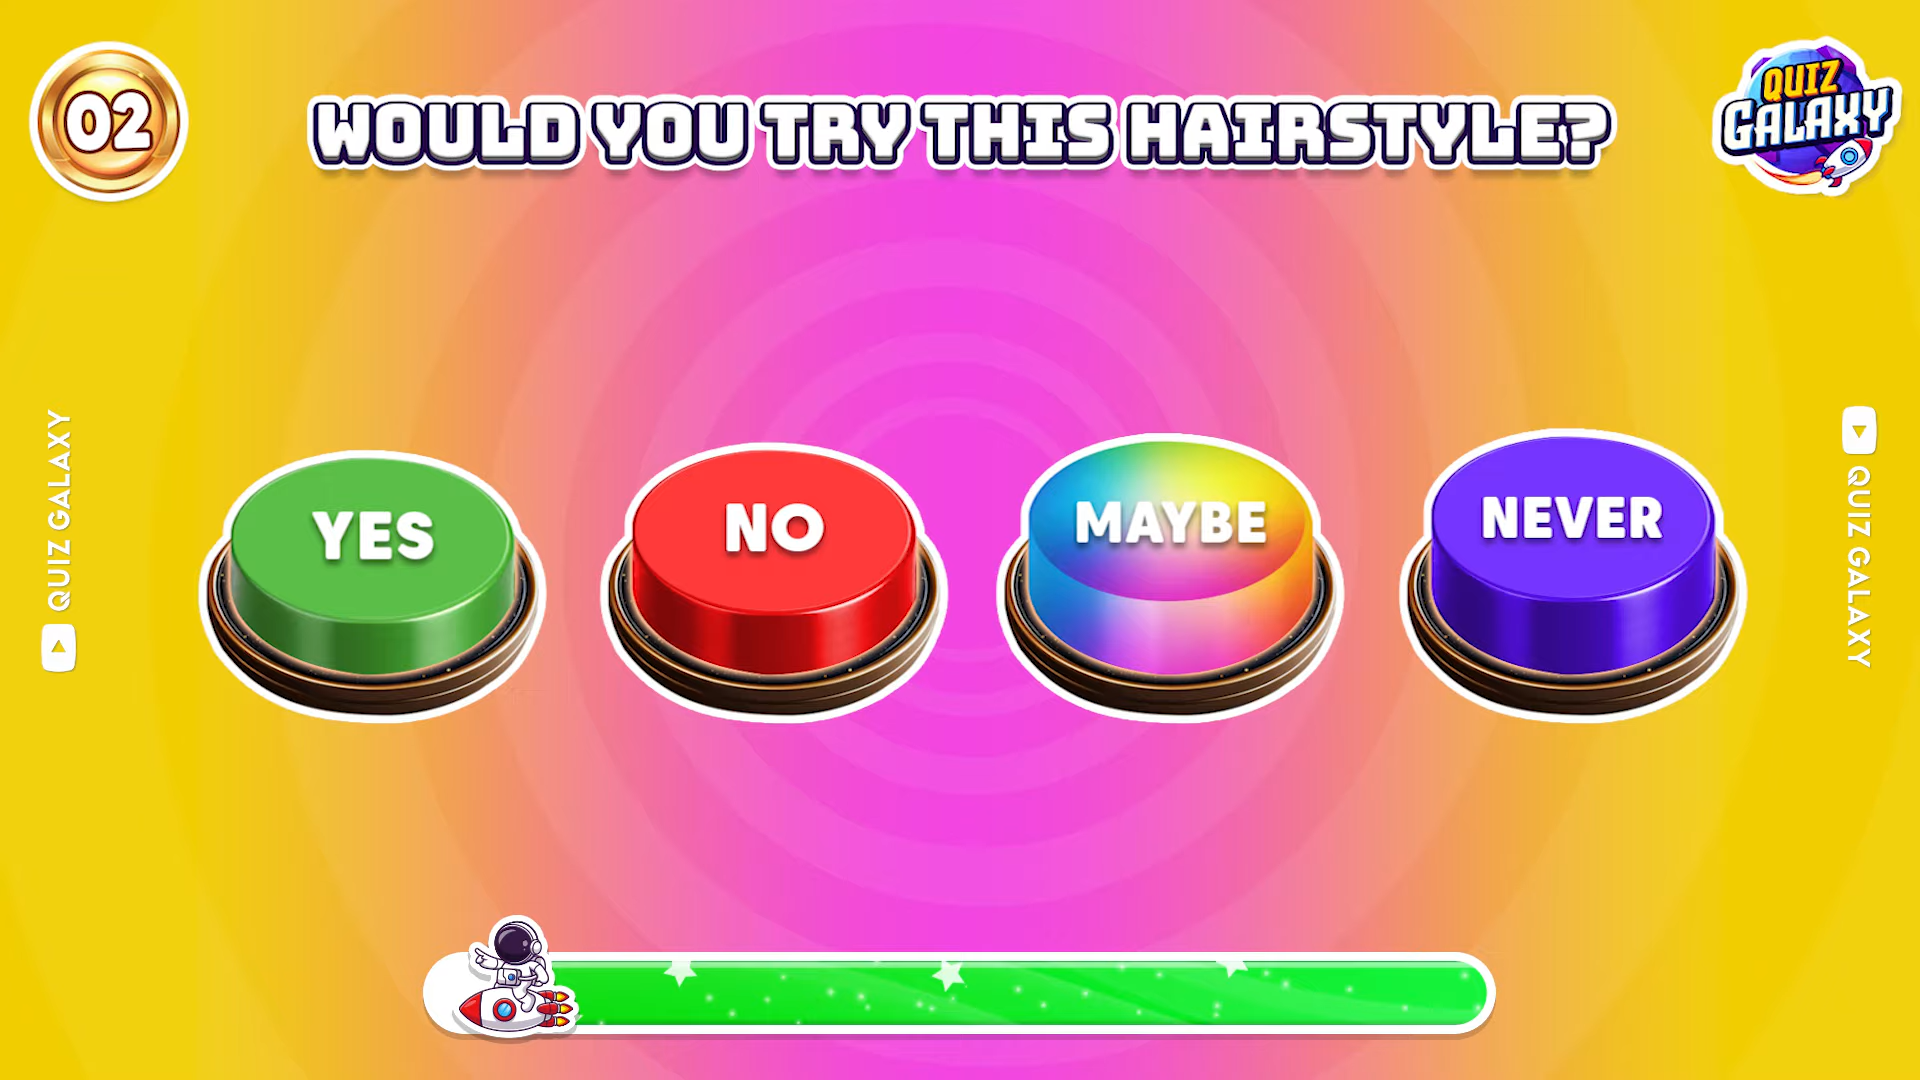 02
WOULD YOU TRY THIS HAIRSTYLE?
QUIZ
GALAXY
QUIZ GALAXY
YES
NO
MAYBE
NEVER
QUIZ GALAXY